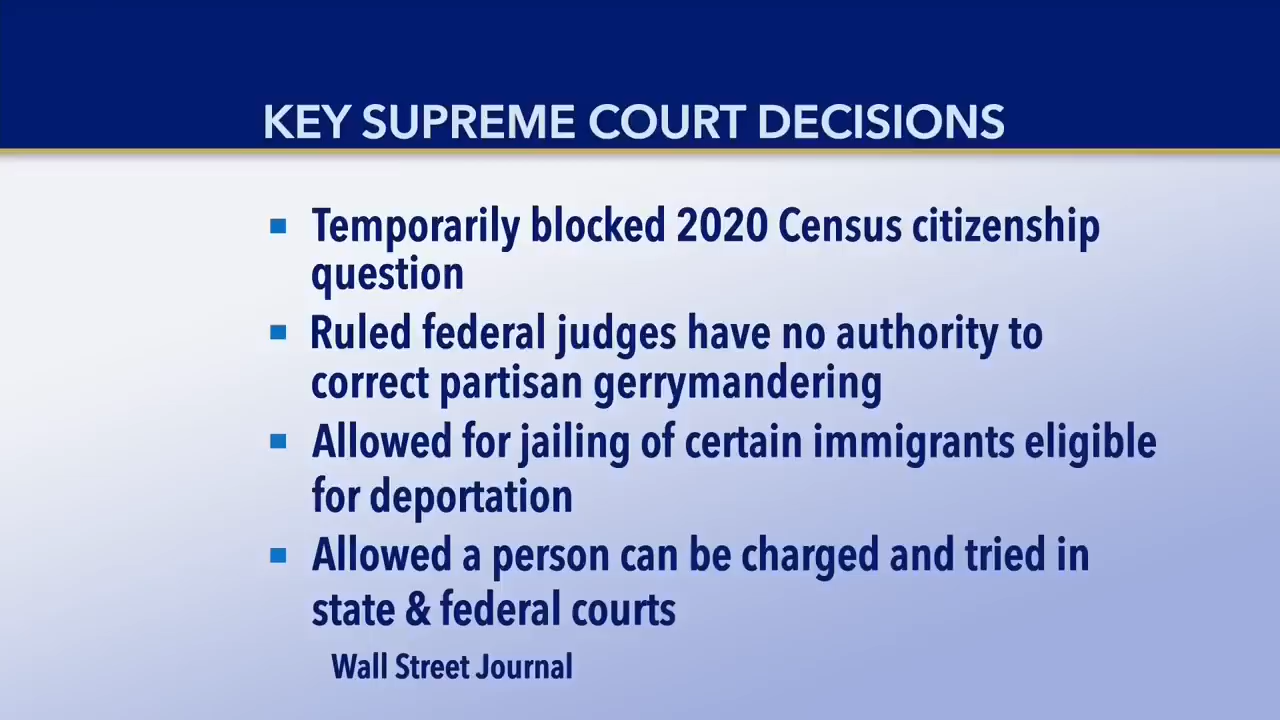 KEY SUPREME COURT DECISIONS
▪ Temporarily blocked 2020 Census citizenship
question
▪ Ruled federal judges have no authority to
correct partisan gerrymandering
▪ Allowed for jailing of certain immigrants eligible
for deportation
▪ Allowed a person can be charged and tried in
state & federal courts
Wall Street Journal